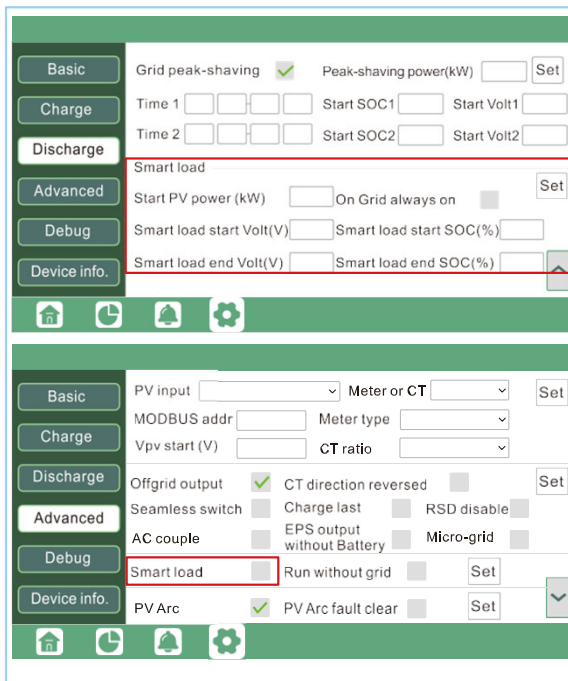 Basic
Charge
Discharge
Advanced
Debug
Device info.
Grid peak-shaving Peak-shaving power(kW) Set
Time 1 Start SOC1 Start Volt1
Time 2 Start SOC2 Start Volt2
Smart load
Set
Start PV power (kW) On Grid always on
Smart load start Volt(V) Smart load start SOC(%)
Smart load end Volt(V) Smart load end SOC(%)
Basic
Charge
Discharge
Advanced
Debug
Device info.
PV input Meter or CT Set
MODBUS addr Meter type
Vpv start (V) CT ratio
Offgrid output CT direction reversed Set
Seamless switch Charge last RSD disable
AC couple EPS output without Battery Micro-grid
Smart load Run without grid Set
PV Arc PV Arc fault clear Set